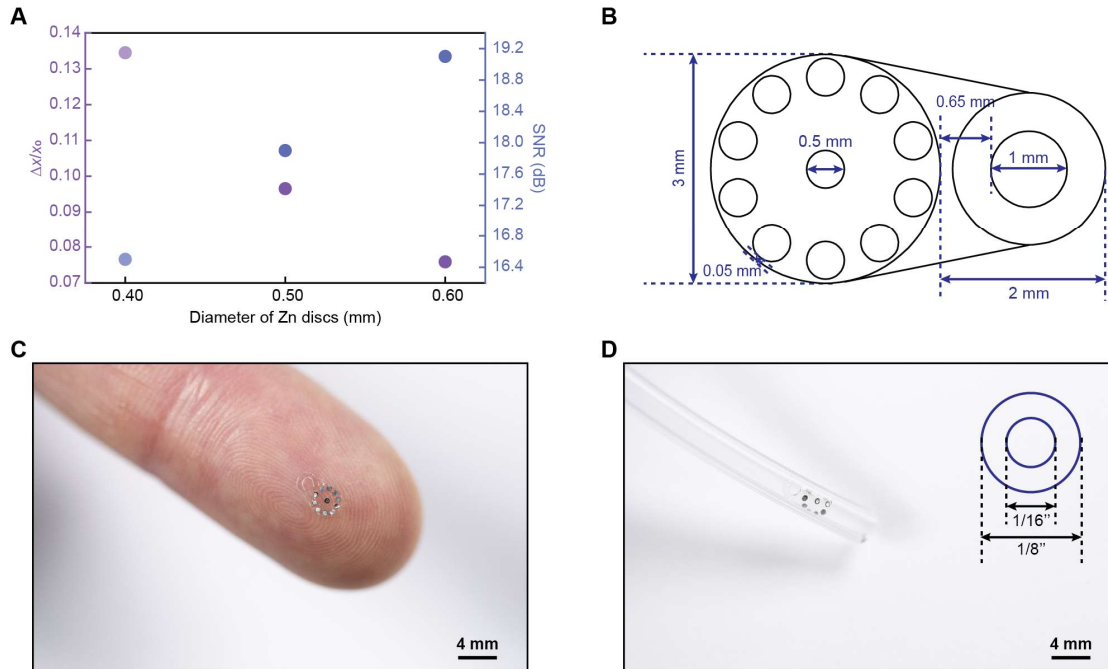 A
0.14
0.13
0.12
0.11
0.10
0.09
0.08
0.07
Δx/x₀
19.2
18.8
18.4
18.0
17.6
17.2
16.8
16.4
SNR (dB)
0.40 0.50 0.60
Diameter of Zn discs (mm)
B
3 mm
0.5 mm
0.05 mm
0.65 mm
1 mm
2 mm
C
4 mm
D
1/16’’
1/8’’
4 mm